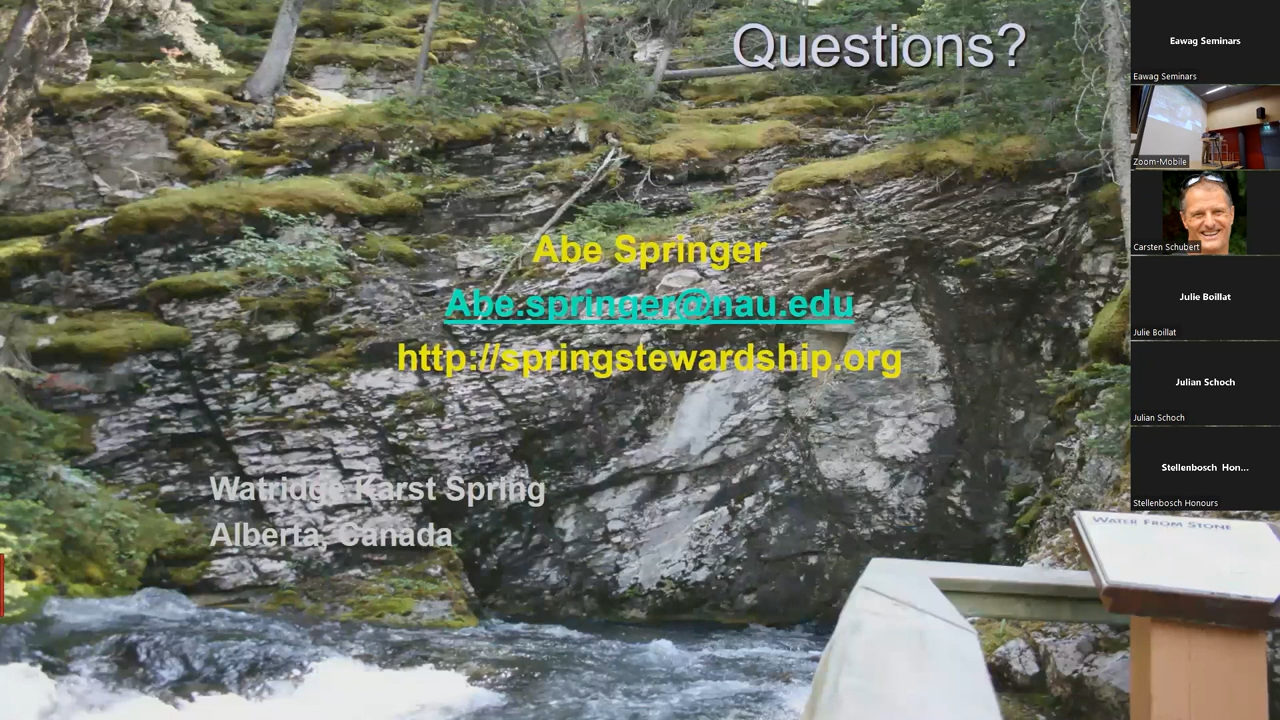 Questions?
Abe Springer
Abe.springer@nau.edu
http://springstewardship.org
Watridge Karst Spring
Alberta, Canada
WATER FROM STONE
Eawag Seminars
Eawag Seminars
Zoom-Mobile
Carsten Schubert
Julie Boillat
Julie Boillat
Julian Schoch
Julian Schoch
Stellenbosch Hon...
Stellenbosch Honours